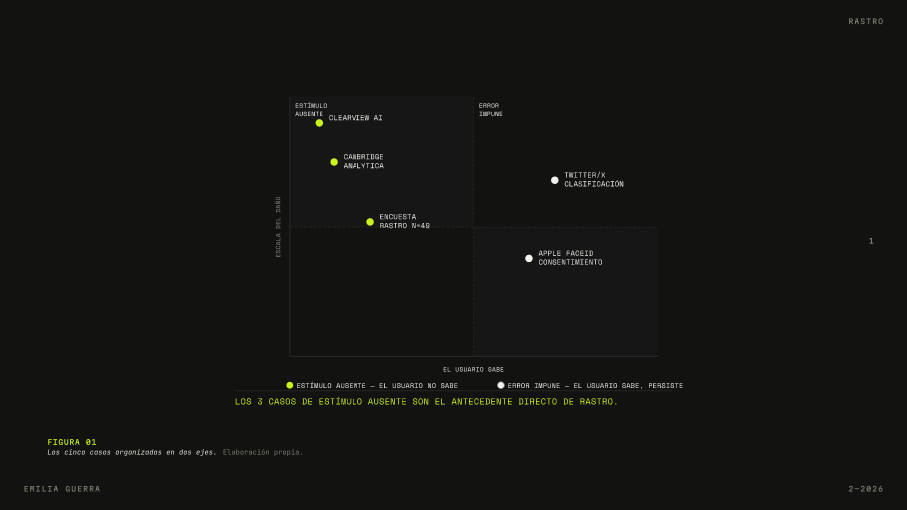 RASTRO
ESTÍMULO
AUSENTE
ERROR
IMPUNE
CLEARVIEW AI
CAMBRIDGE
ANALYTICA
TWITTER/X
CLASIFICACIÓN
ENCUESTA
RASTRO N=49
ESCALA DEL DAÑO
1
APPLE FACEID
CONSENTIMIENTO
EL USUARIO SABE
ESTÍMULO AUSENTE — EL USUARIO NO SABE
ERROR IMPUNE — EL USUARIO SABE, PERSISTE
LOS 3 CASOS DE ESTÍMULO AUSENTE SON EL ANTECEDENTE DIRECTO DE RASTRO.
FIGURA 01
Los cinco casos organizados en dos ejes. Elaboración propia.
EMILIA GUERRA
2–2026